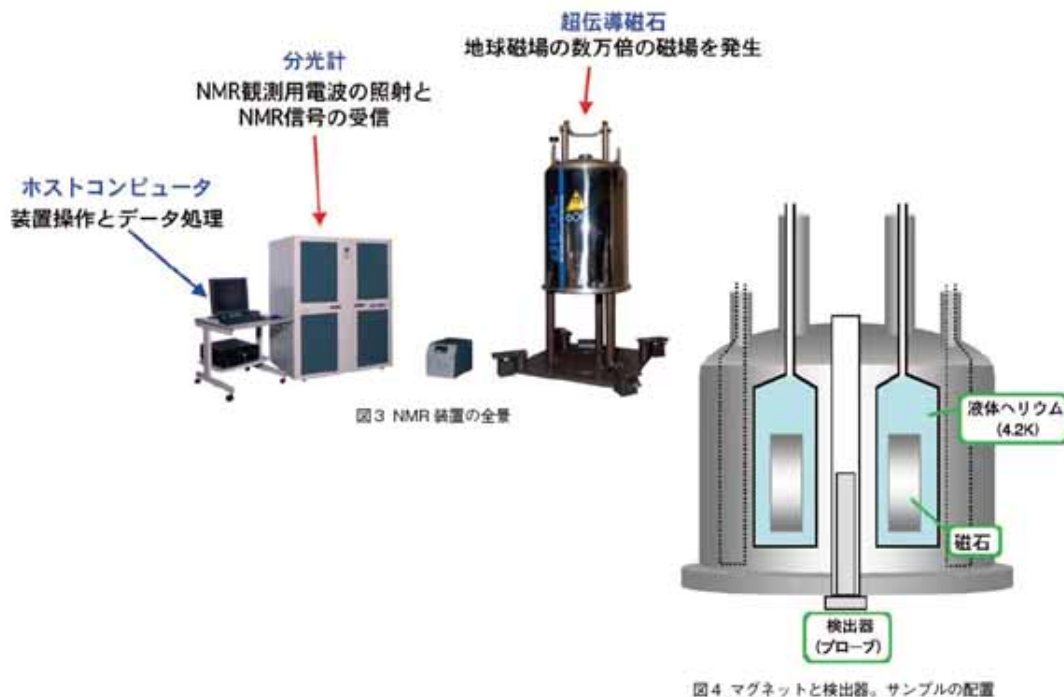 超伝導磁石
地球磁場の数万倍の磁場を発生
分光計
NMR観測用電波の照射と
NMR信号の受信
ホストコンピュータ
装置操作とデータ処理
図3 NMR 装置の全景
液体ヘリウム
(4.2K)
磁石
検出器
(プローブ)
図4 マグネットと検出器。サンプルの配置